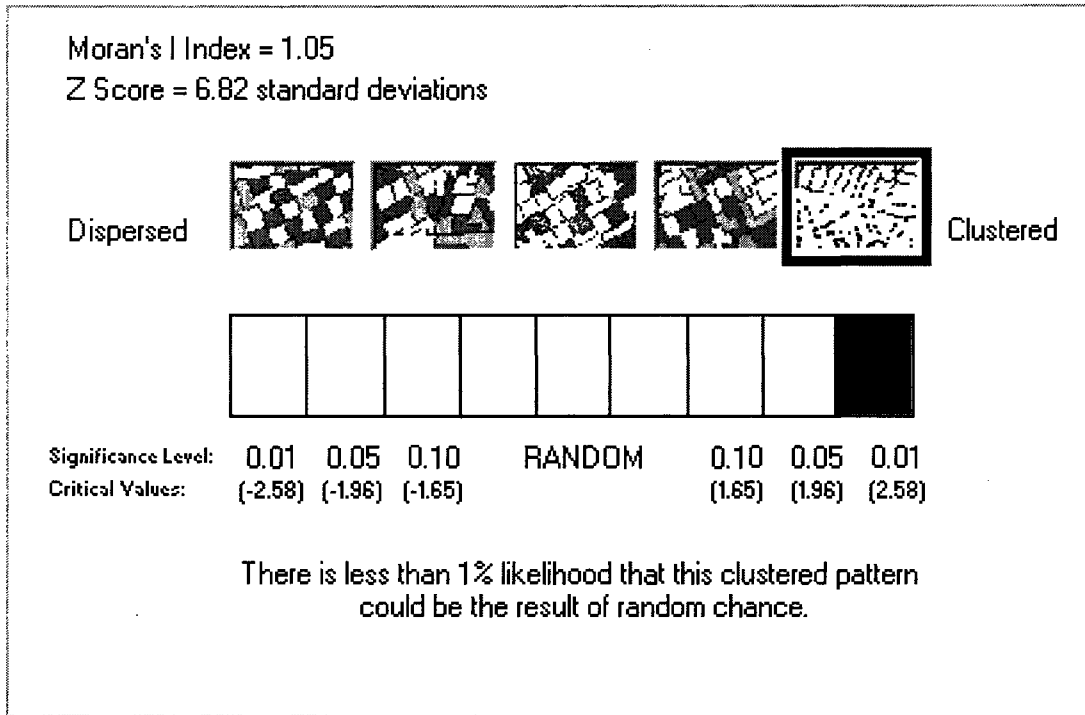 Moran's I Index = 1.05
Z Score = 6.82 standard deviations
Dispersed
Clustered
Significance Level: 0.01 0.05 0.10 RANDOM 0.10 0.05 0.01
Critical Values: (-2.58) (-1.96) (-1.65) (1.65) (1.96) (2.58)
There is less than 1% likelihood that this clustered pattern
could be the result of random chance.